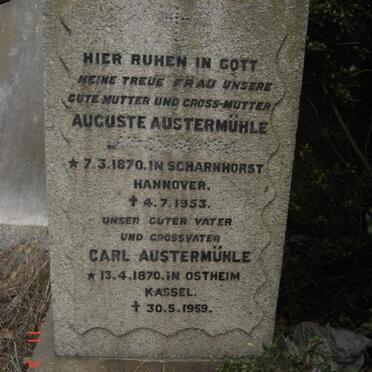 HIER RUHEN IN GOTT
MEINE TREUE FRAU UNSERE
GUTE MUTTER UND GROSS-MUTTER
AUGUSTE AUSTERMÜHLE
* 7.3.1870. IN SCHARNHORST
HANNOVER.
† 4.7.1953.
UNSER GUTER VATER
UND GROSSVATER
CARL AUSTERMÜHLE
* 13.4.1870. IN OSTHEIM
KASSEL.
† 30.5.1959.